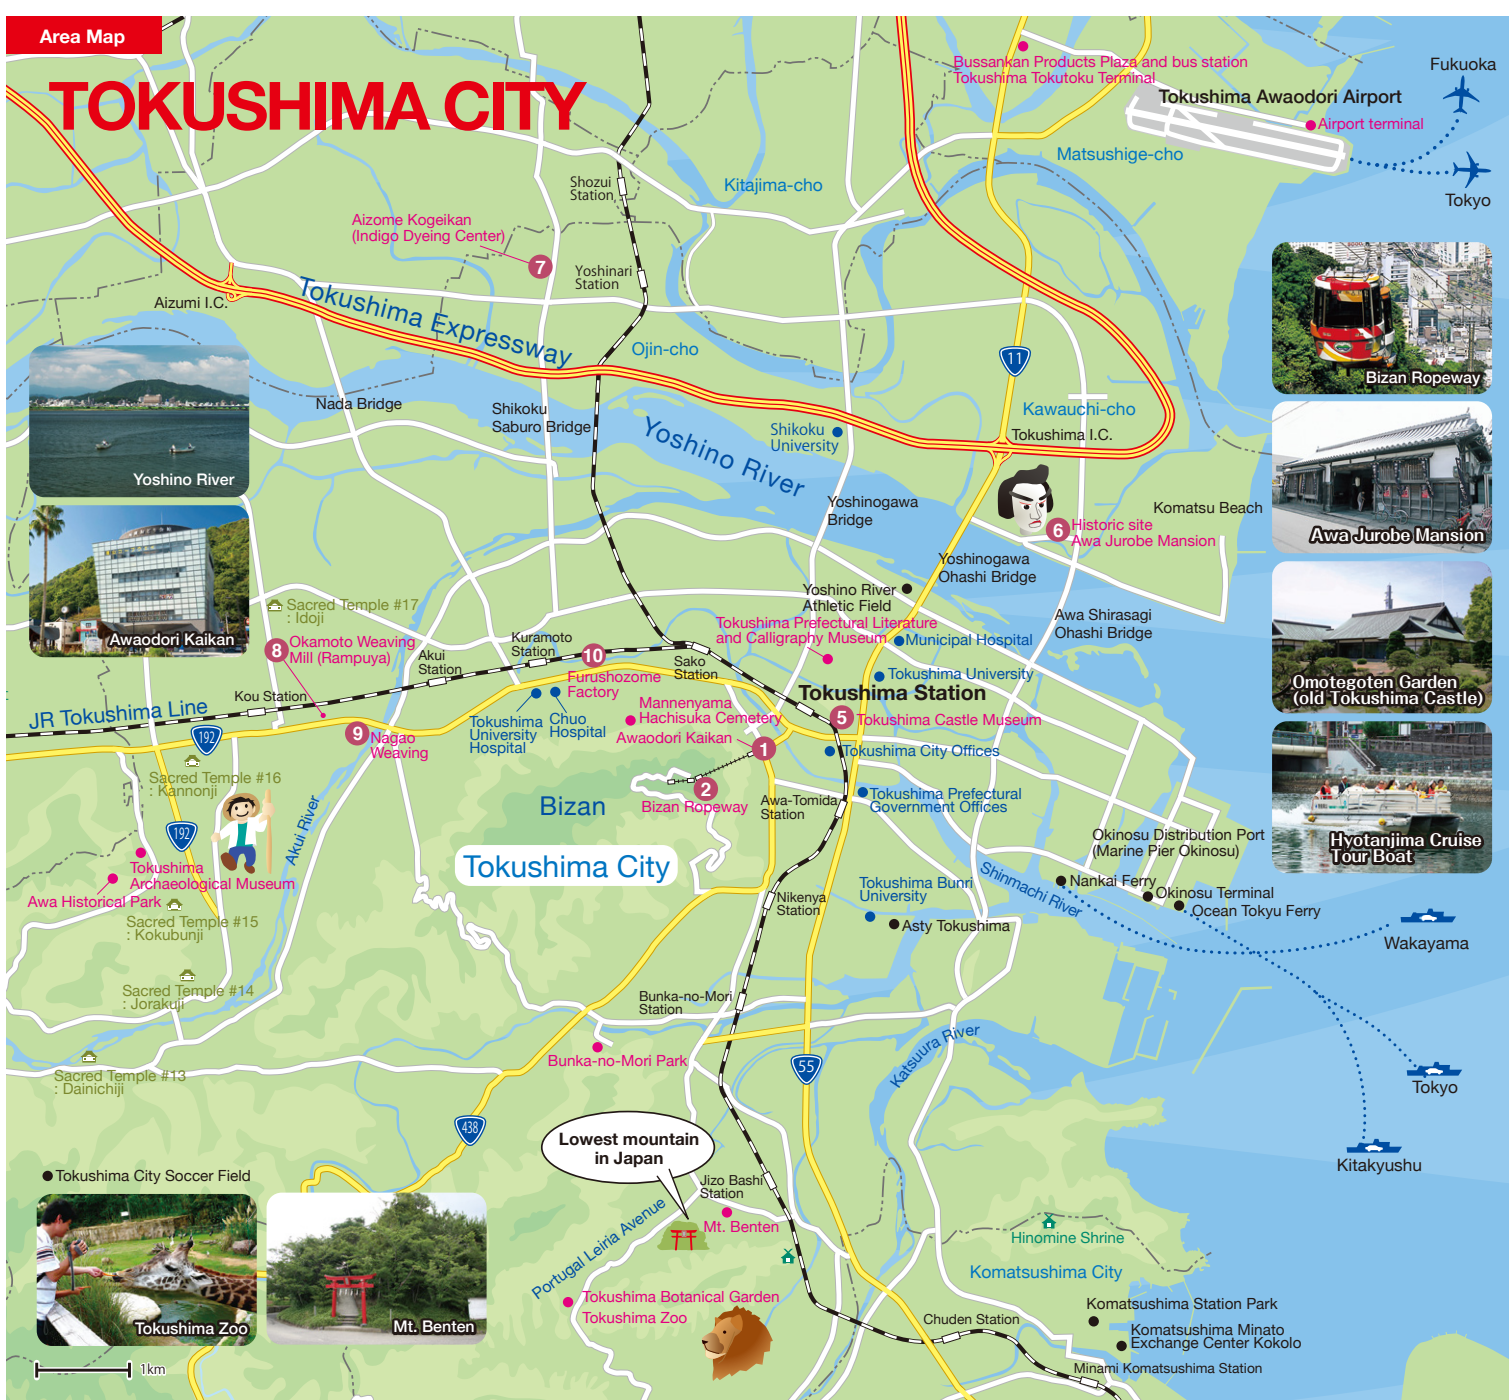 Area Map
TOKUSHIMA CITY
Bussankan Products Plaza and bus station
Tokushima Tokutoku Terminal
Fukuoka
Tokushima Awaodori Airport
Airport terminal
Matsushige-cho
Tokyo
Shozui
Station
Kitajima-cho
Aizome Kogeikan
(Indigo Dyeing Center)
7
Yoshinari
Station
Aizumi I.C.
Tokushima Expressway
Ojin-cho
11
Bizan Ropeway
Nada Bridge
Shikoku
Saburo Bridge
Kawauchi-cho
Yoshino River
Shikoku
University
Tokushima I.C.
Yoshino River
Yoshinogawa
Bridge
Komatsu Beach
6
Historic site
Awa Jurobe Mansion
Awa Jurobe Mansion
Yoshinogawa
Ohashi Bridge
Awaodori Kaikan
Sacred Temple #17
: Idoji
Yoshino River
Athletic Field
Awa Shirasagi
Ohashi Bridge
Tokushima Prefectural Literature
and Calligraphy Museum
Municipal Hospital
8
Okamoto Weaving
Mill (Rampuya)
Akui
Station
Kuramoto
Station
10
Furushozome
Factory
Sako
Station
Tokushima University
Tokushima Station
Omotegoten Garden
(old Tokushima Castle)
Kou Station
JR Tokushima Line
Tokushima
University
Hospital
Chuo
Hospital
Mannenyama
Hachisuka Cemetery
5
Tokushima Castle Museum
192
9
Nagao
Weaving
Awaodori Kaikan
1
Tokushima City Offices
Sacred Temple #16
: Kannonji
Bizan
2
Bizan Ropeway
Awa-Tomida
Station
Tokushima Prefectural
Government Offices
192
Akui River
Okinosu Distribution Port
(Marine Pier Okinosu)
Hyotanjima Cruise
Tour Boat
Tokushima City
Tokushima
Archaeological Museum
Awa Historical Park
Tokushima Bunri
University
Shinmachi River
Nankai Ferry
Okinosu Terminal
Ocean Tokyu Ferry
Nikenya
Station
Asty Tokushima
Sacred Temple #15
: Kokubunji
Wakayama
Sacred Temple #14
: Jorakuji
Bunka-no-Mori
Station
Bunka-no-Mori Park
Katsuura River
Sacred Temple #13
: Dainichiji
55
Tokyo
438
Lowest mountain
in Japan
Kitakyushu
Tokushima City Soccer Field
Jizo Bashi
Station
Mt. Benten
Portugal Leiria Avenue
Hinomine Shrine
Komatsushima City
Tokushima Botanical Garden
Tokushima Zoo
Komatsushima Station Park
Chuden Station
Komatsushima Minato
Exchange Center Kokolo
Tokushima Zoo
Mt. Benten
1km
Minami Komatsushima Station